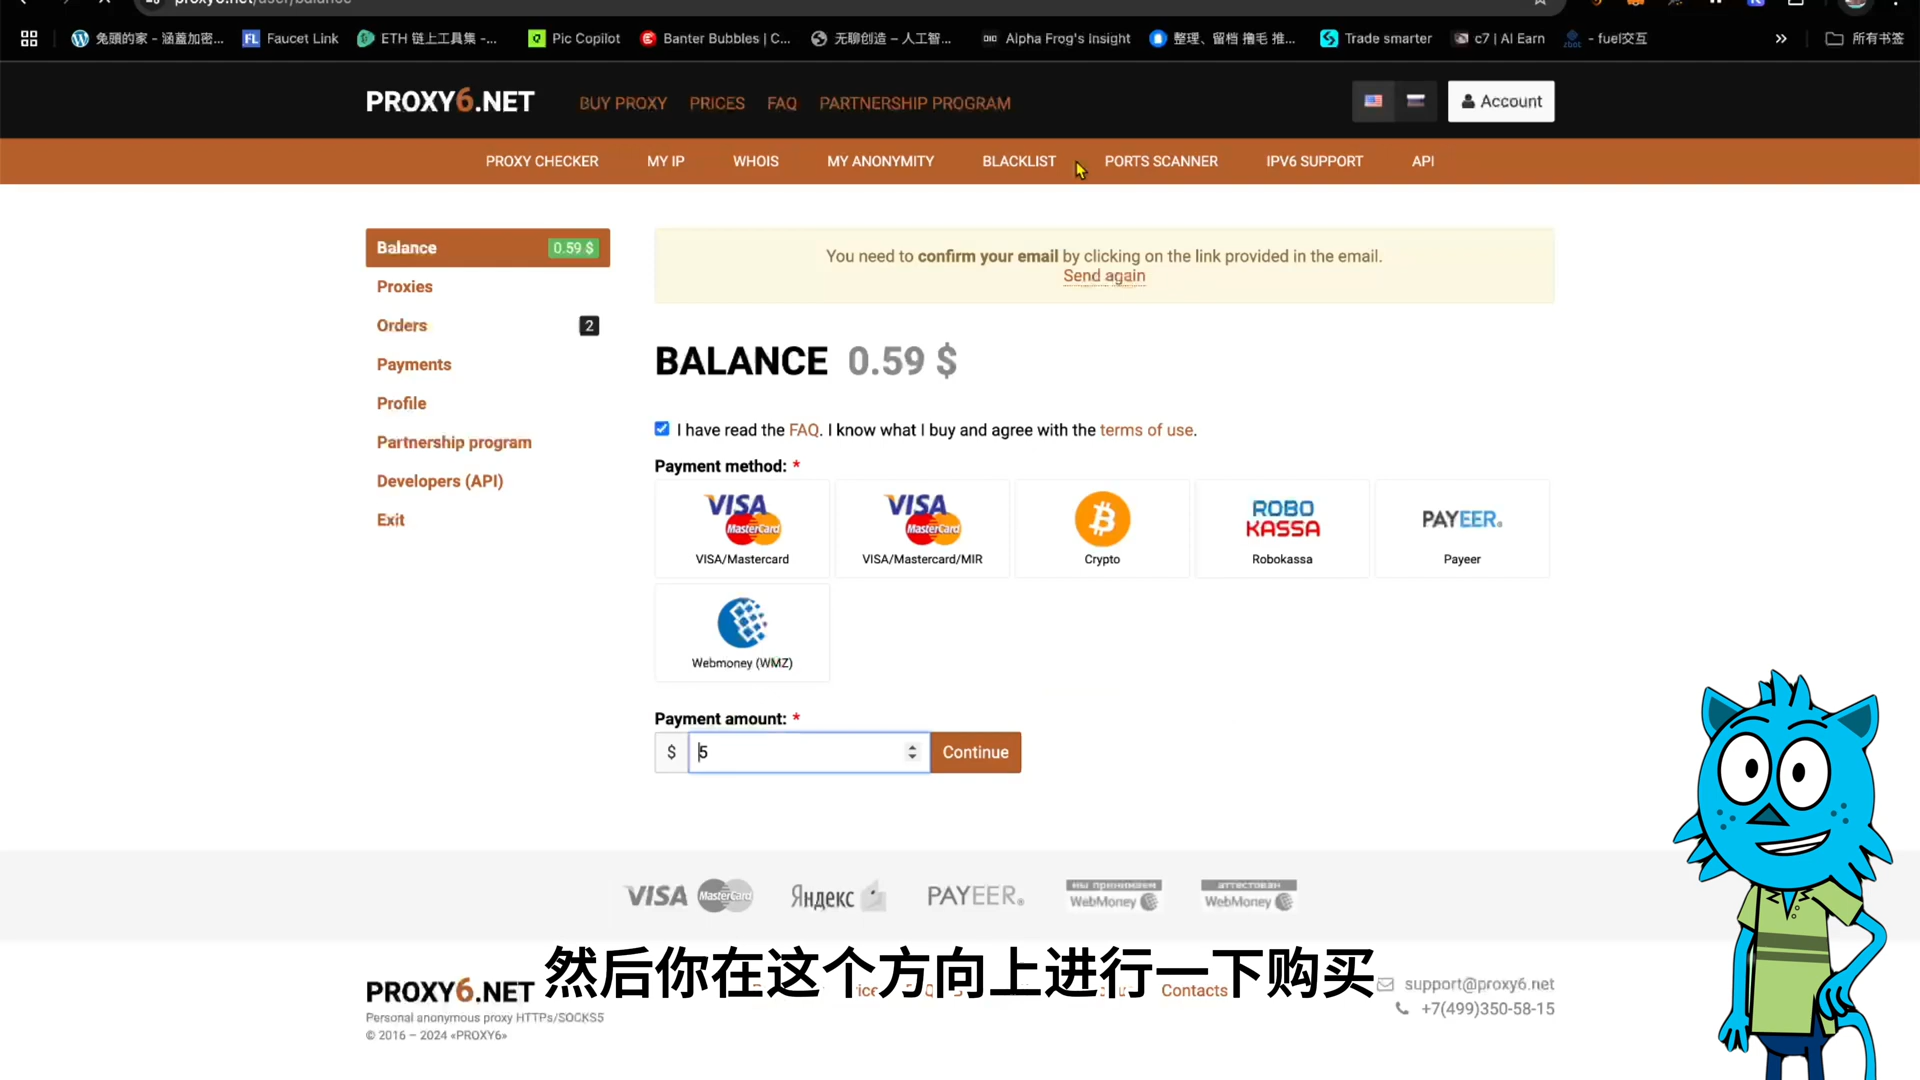 兔頭的家 – 涵蓋加密...
FL Faucet Link
ETH 链上工具集 -...
Pic Copilot
Banter Bubbles | C...
无聊创造 – 人工智...
Alpha Frog's Insight
整理、留档 撸毛 推...
Trade smarter
c7 | AI Earn
- fuel交互
所有书签
PROXY6.NET
BUY PROXY PRICES FAQ PARTNERSHIP PROGRAM
Account
PROXY CHECKER MY IP WHOIS MY ANONYMITY BLACKLIST PORTS SCANNER IPV6 SUPPORT API
Balance 0.59 $
Proxies
Orders 2
Payments
Profile
Partnership program
Developers (API)
Exit
You need to confirm your email by clicking on the link provided in the email.
Send again
BALANCE 0.59 $
I have read the FAQ. I know what I buy and agree with the terms of use.
Payment method: *
VISA MasterCard
VISA/Mastercard
VISA MasterCard
VISA/Mastercard/MIR
Crypto
ROBO
KASSA
Robokassa
PAYEER
Payeer
Webmoney (WMZ)
Payment amount: *
$ 5 Continue
VISA MasterCard
Яндекс
PAYEER
мы принимаем
WebMoney
аттестован
WebMoney
然后你在这个方向上进行一下购买
PROXY6.NET
Contacts
Personal anonymous proxy HTTPs/SOCKS5
© 2016 – 2024 «PROXY6»
support@proxy6.net
+7(499)350-58-15